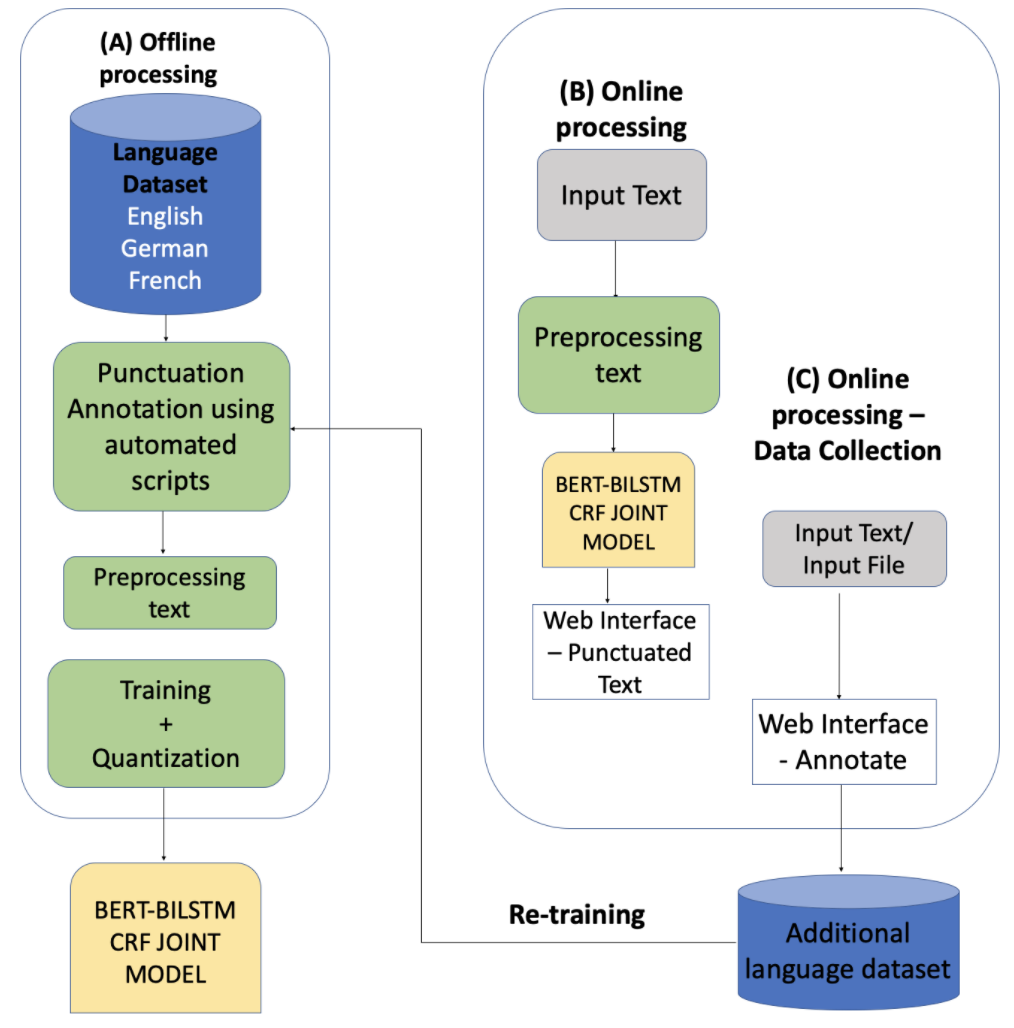 (A) Offline
processing
Language
Dataset
English
German
French
Punctuation
Annotation using
automated
scripts
Preprocessing
text
Training
+
Quantization
BERT-BILSTM
CRF JOINT
MODEL
(B) Online
processing
Input Text
Preprocessing
text
BERT-BILSTM
CRF JOINT
MODEL
Web Interface
– Punctuated
Text
(C) Online
processing –
Data Collection
Input Text/
Input File
Web Interface
- Annotate
Additional
language dataset
Re-training